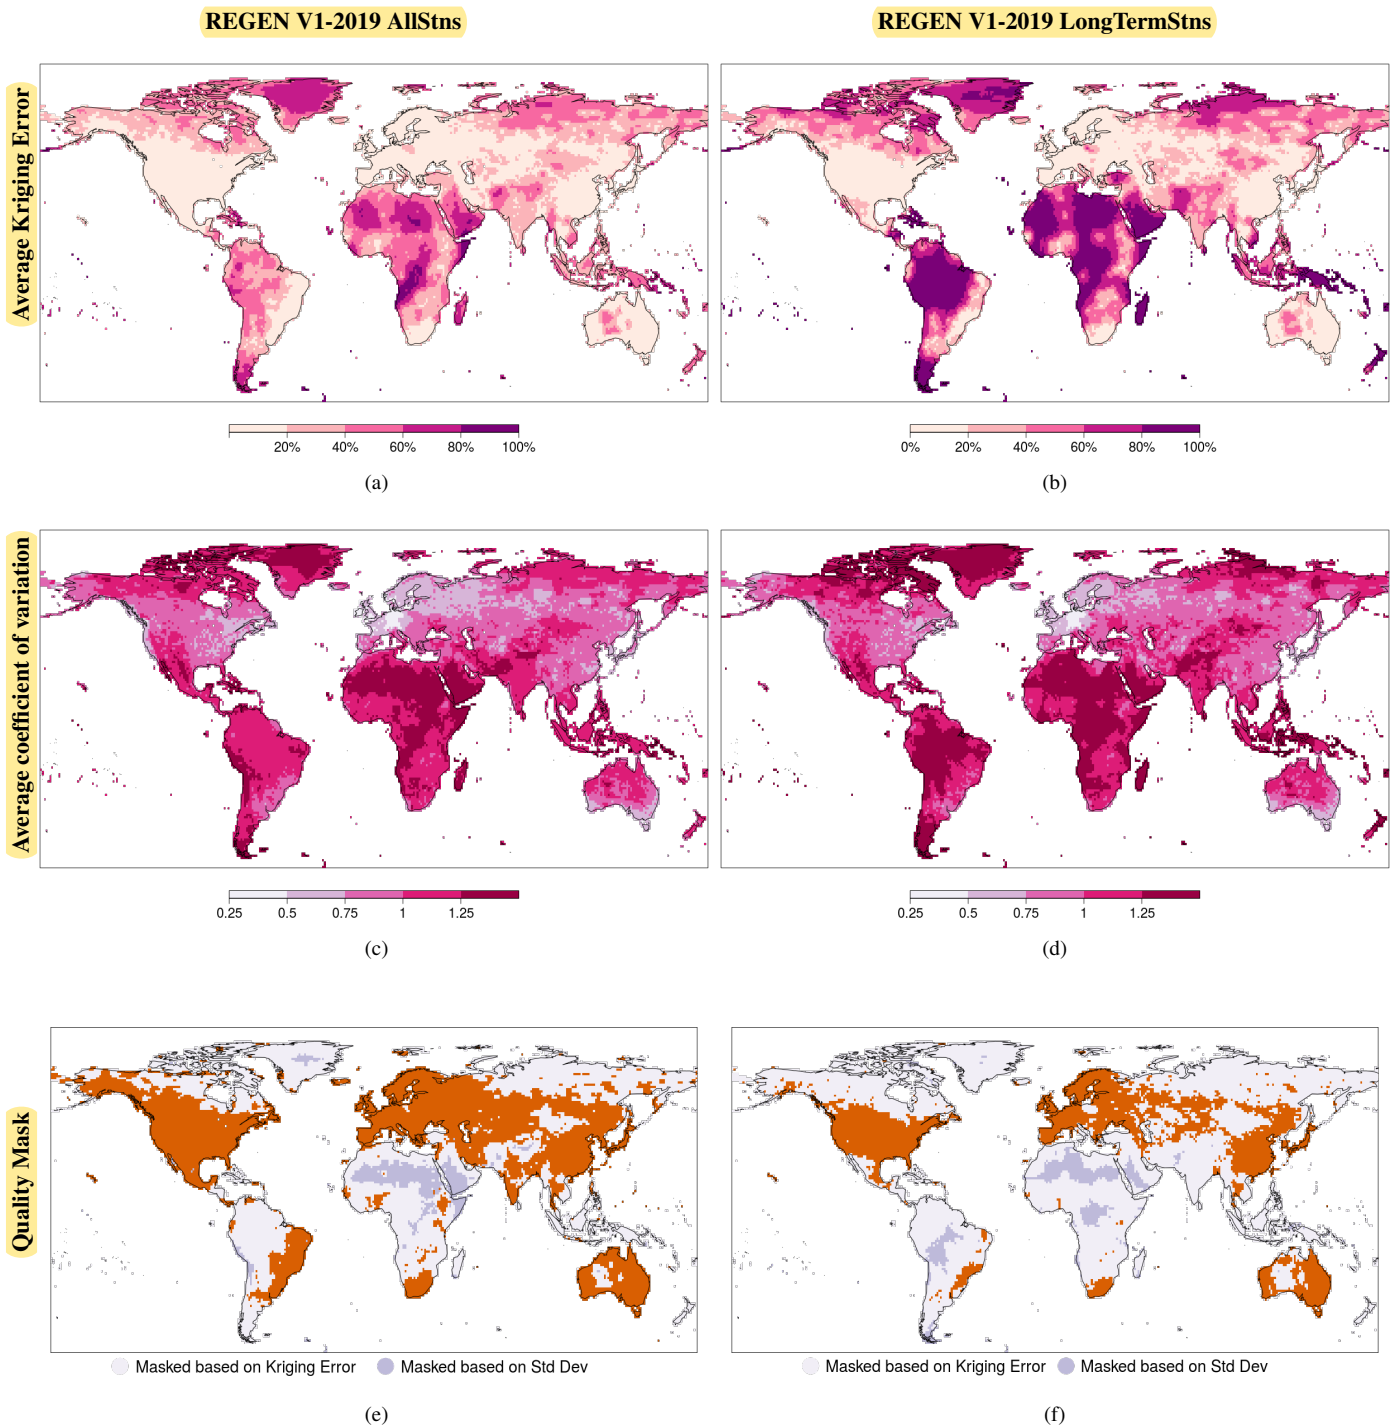 REGEN V1-2019 AllStns
REGEN V1-2019 LongTermStns
Average Kriging Error
20% 40% 60% 80% 100%
0% 20% 40% 60% 80% 100%
(a)
(b)
Average coefficient of variation
0.25 0.5 0.75 1 1.25
0.25 0.5 0.75 1 1.25
(c)
(d)
Quality Mask
Masked based on Kriging Error Masked based on Std Dev
Masked based on Kriging Error Masked based on Std Dev
(e)
(f)